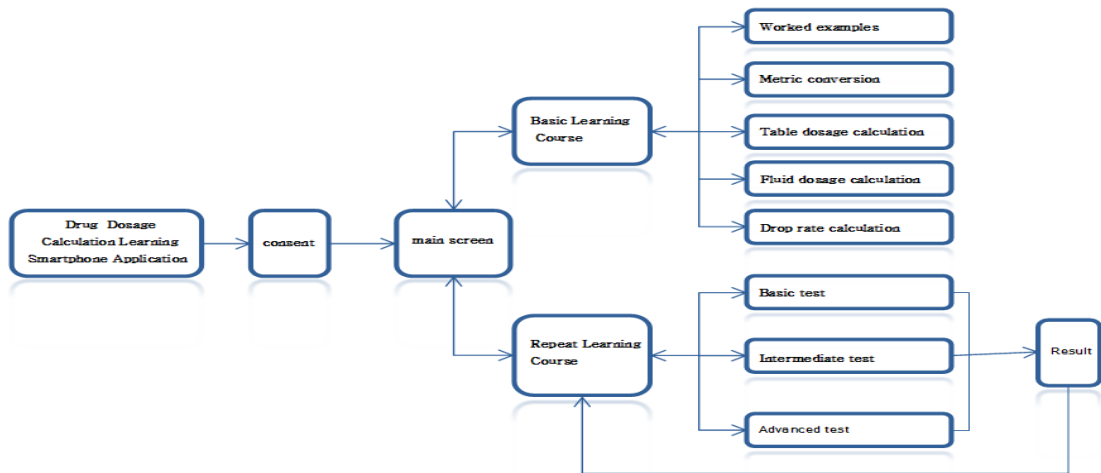 Drug Dosage
Calculation Learning
Smartphone Application
consent
main screen
Basic Learning
Course
Worked examples
Metric conversion
Table dosage calculation
Fluid dosage calculation
Drop rate calculation
Repeat Learning
Course
Basic test
Intermediate test
Advanced test
Result